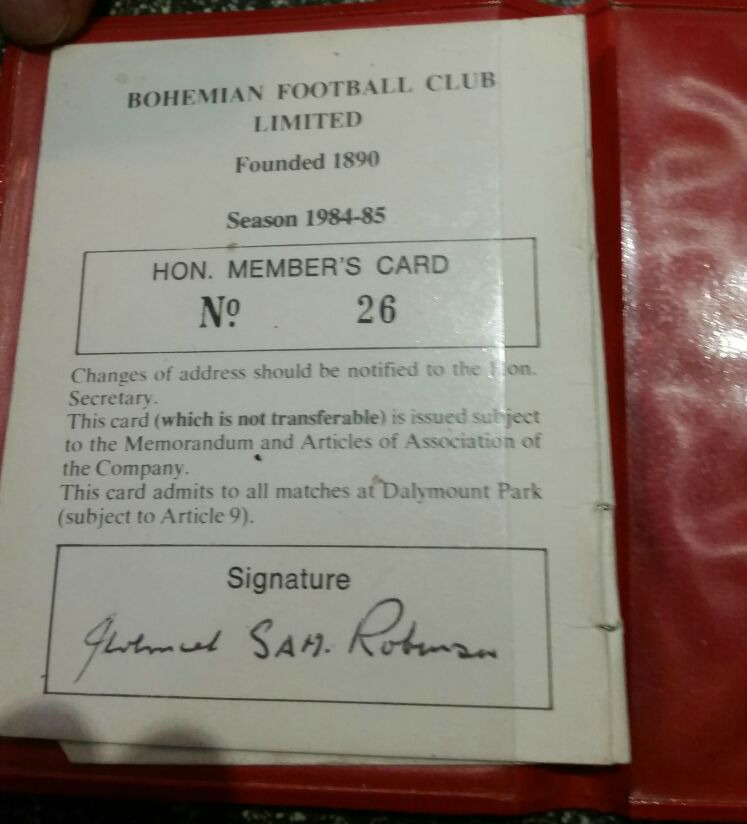 BOHEMIAN FOOTBALL CLUB
LIMITED
Founded 1890
Season 1984-85
HON. MEMBER'S CARD
Nº 26
Changes of address should be notified to the Hon.
Secretary.
This card (which is not transferable) is issued subject
to the Memorandum and Articles of Association of
the Company.
This card admits to all matches at Dalymount Park
(subject to Article 9).
Signature
SAM. Robinson